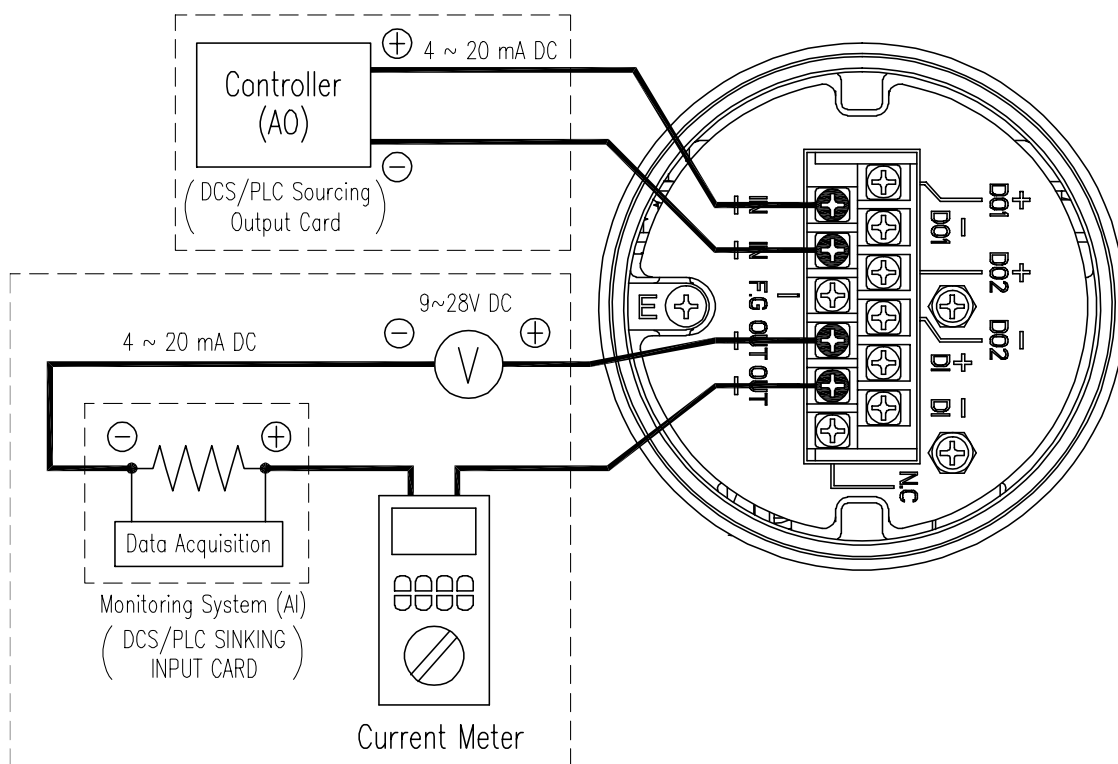 + 4 ~ 20 mA DC
Controller
(AO)
−
( DCS/PLC Sourcing
Output Card )
IN
IN
F.G
OUT
OUT
E
DO1 +
DO1 −
DO2 +
DO2 −
DI +
DI −
N.C
9~28V DC
− V +
4 ~ 20 mA DC
− +
Data Acquisition
Monitoring System (AI)
( DCS/PLC SINKING
INPUT CARD )
Current Meter